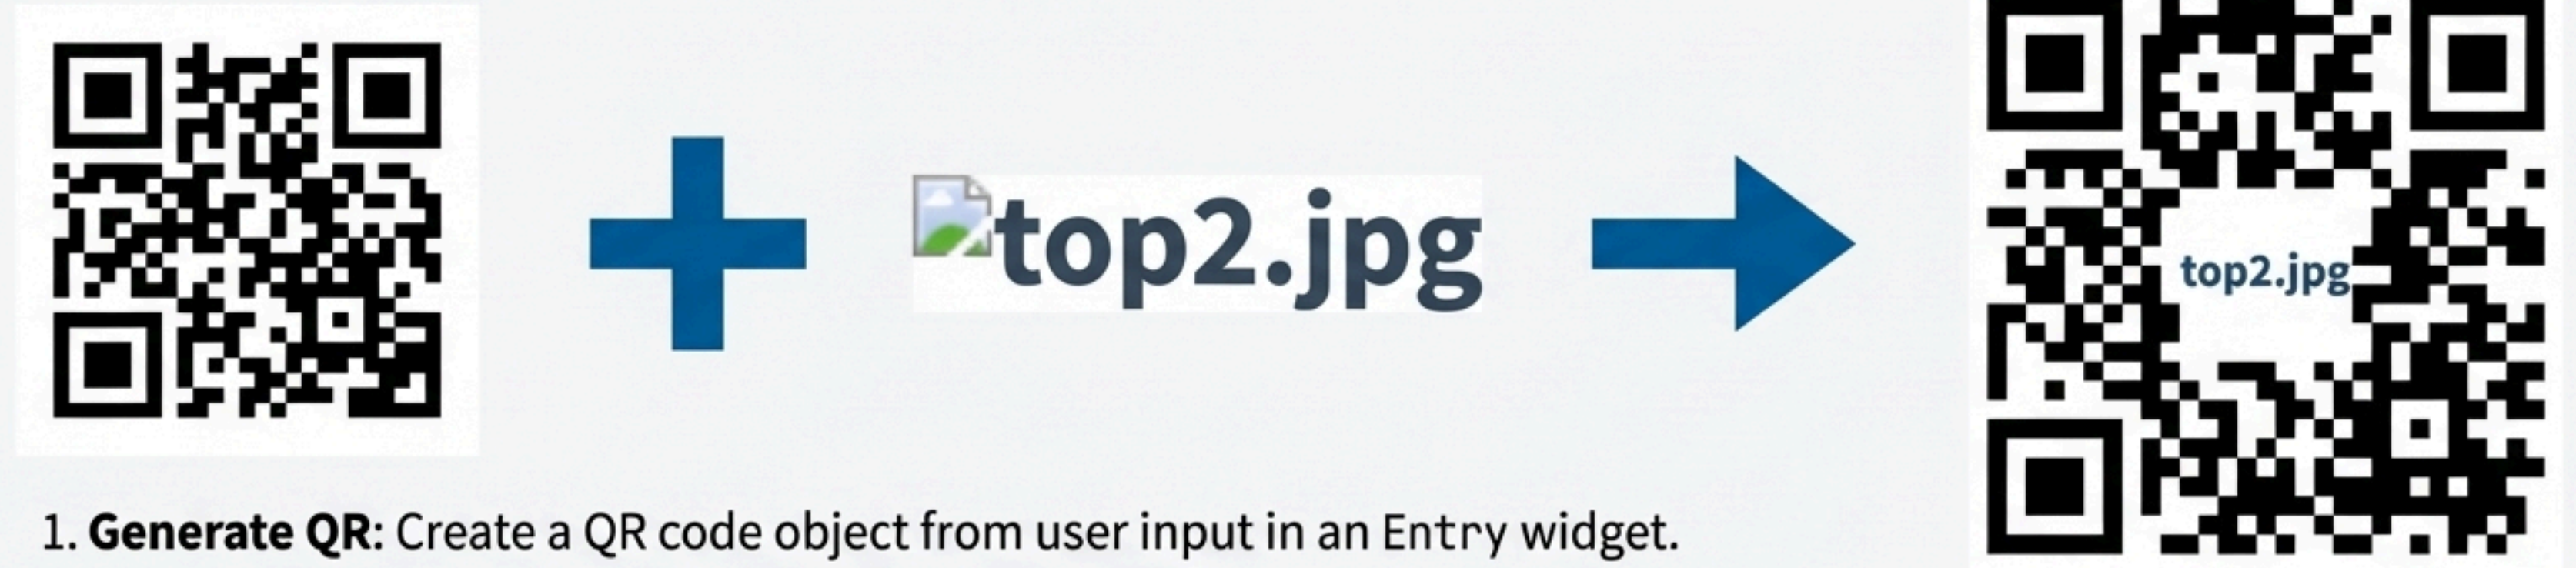 top2.jpg
top2.jpg
1. Generate QR: Create a QR code object from user input in an Entry widget.